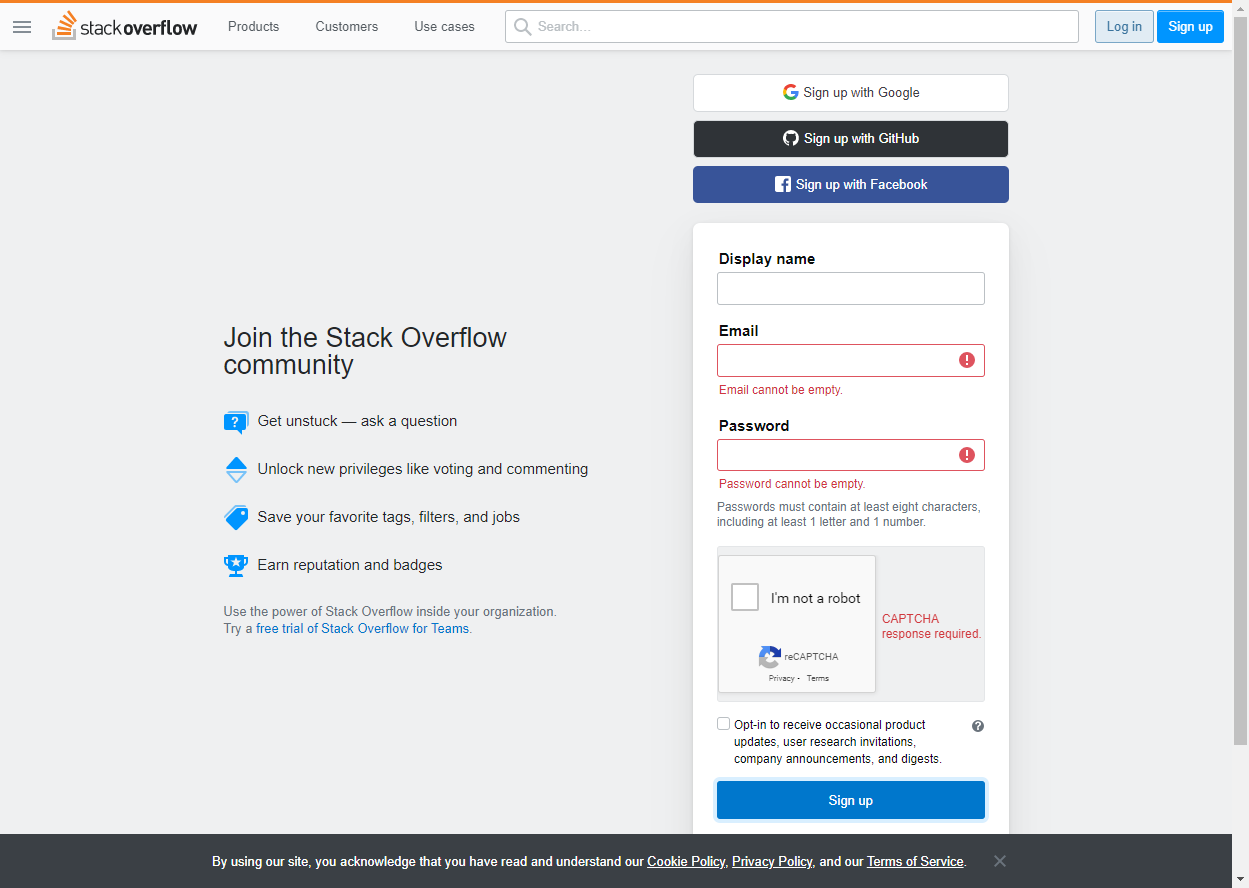 stackoverflow Products Customers Use cases Search... Log in Sign up
Sign up with Google
Sign up with GitHub
Sign up with Facebook
Join the Stack Overflow
community
Get unstuck — ask a question
Unlock new privileges like voting and commenting
Save your favorite tags, filters, and jobs
Earn reputation and badges
Use the power of Stack Overflow inside your organization.
Try a free trial of Stack Overflow for Teams.
Display name
Email
Email cannot be empty.
Password
Password cannot be empty.
Passwords must contain at least eight characters,
including at least 1 letter and 1 number.
I'm not a robot
reCAPTCHA
Privacy - Terms
CAPTCHA
response required.
Opt-in to receive occasional product
updates, user research invitations,
company announcements, and digests.
Sign up
By using our site, you acknowledge that you have read and understand our Cookie Policy, Privacy Policy, and our Terms of Service.